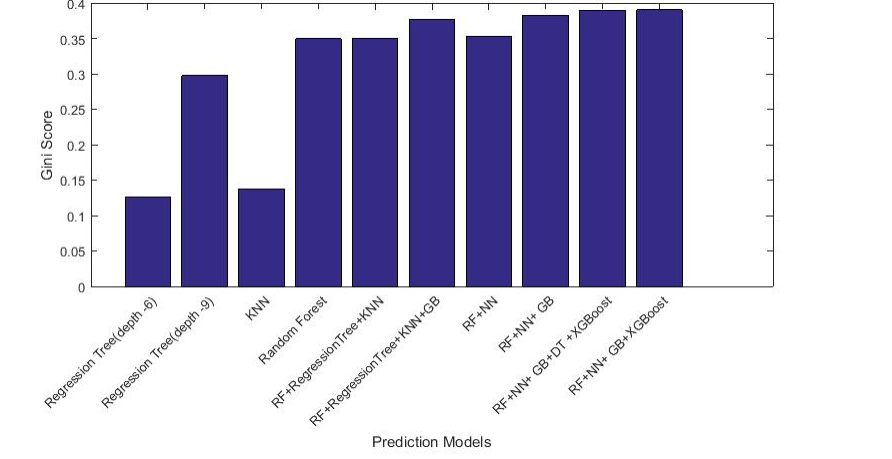 0.4
0.35
0.3
0.25
0.2
0.15
0.1
0.05
0
Gini Score
Regression Tree(depth -6)
Regression Tree(depth -9)
KNN
Random Forest
RF+RegressionTree+KNN
RF+RegressionTree+KNN+GB
RF+NN
RF+NN+ GB
RF+NN+ GB+DT +XGBoost
RF+NN+ GB+XGBoost
Prediction Models